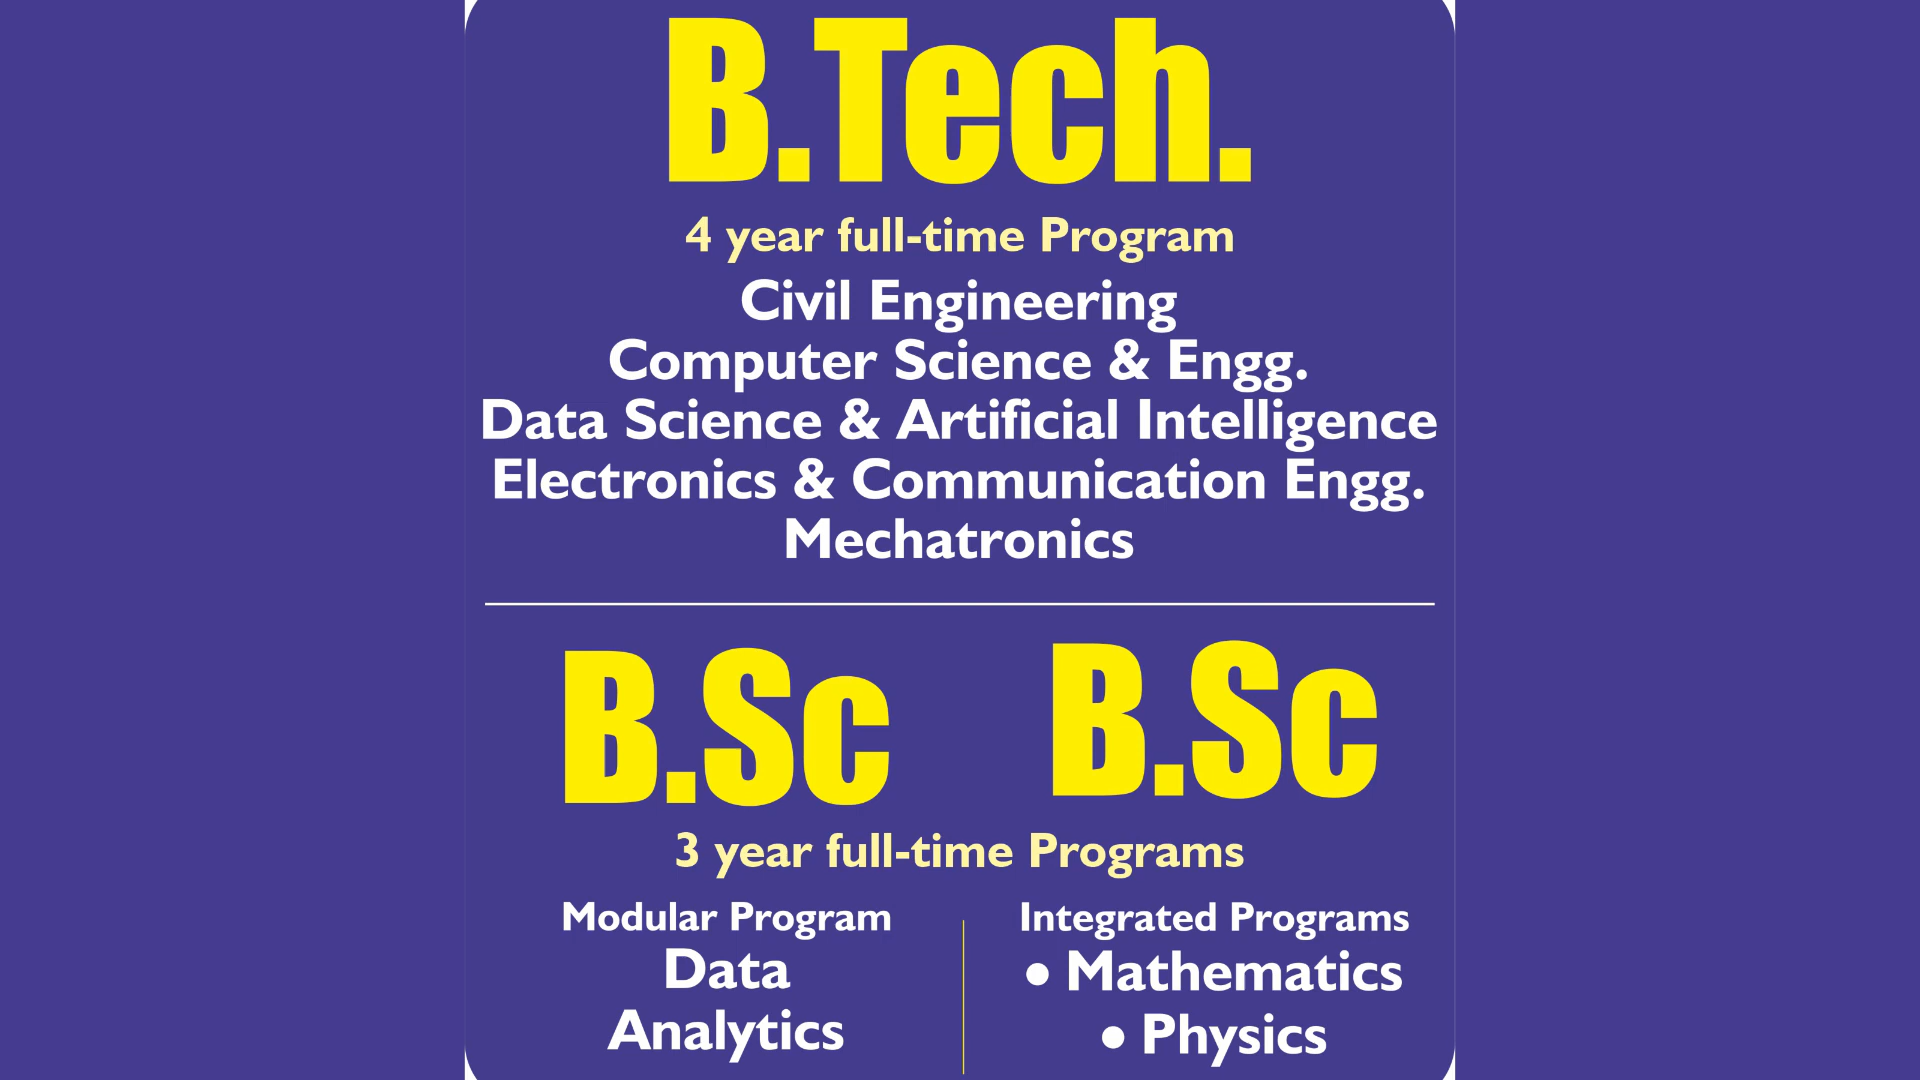 B.Tech.
4 year full-time Program
Civil Engineering
Computer Science & Engg.
Data Science & Artificial Intelligence
Electronics & Communication Engg.
Mechatronics
B.Sc
B.Sc
3 year full-time Programs
Modular Program
Data
Analytics
Integrated Programs
• Mathematics
• Physics